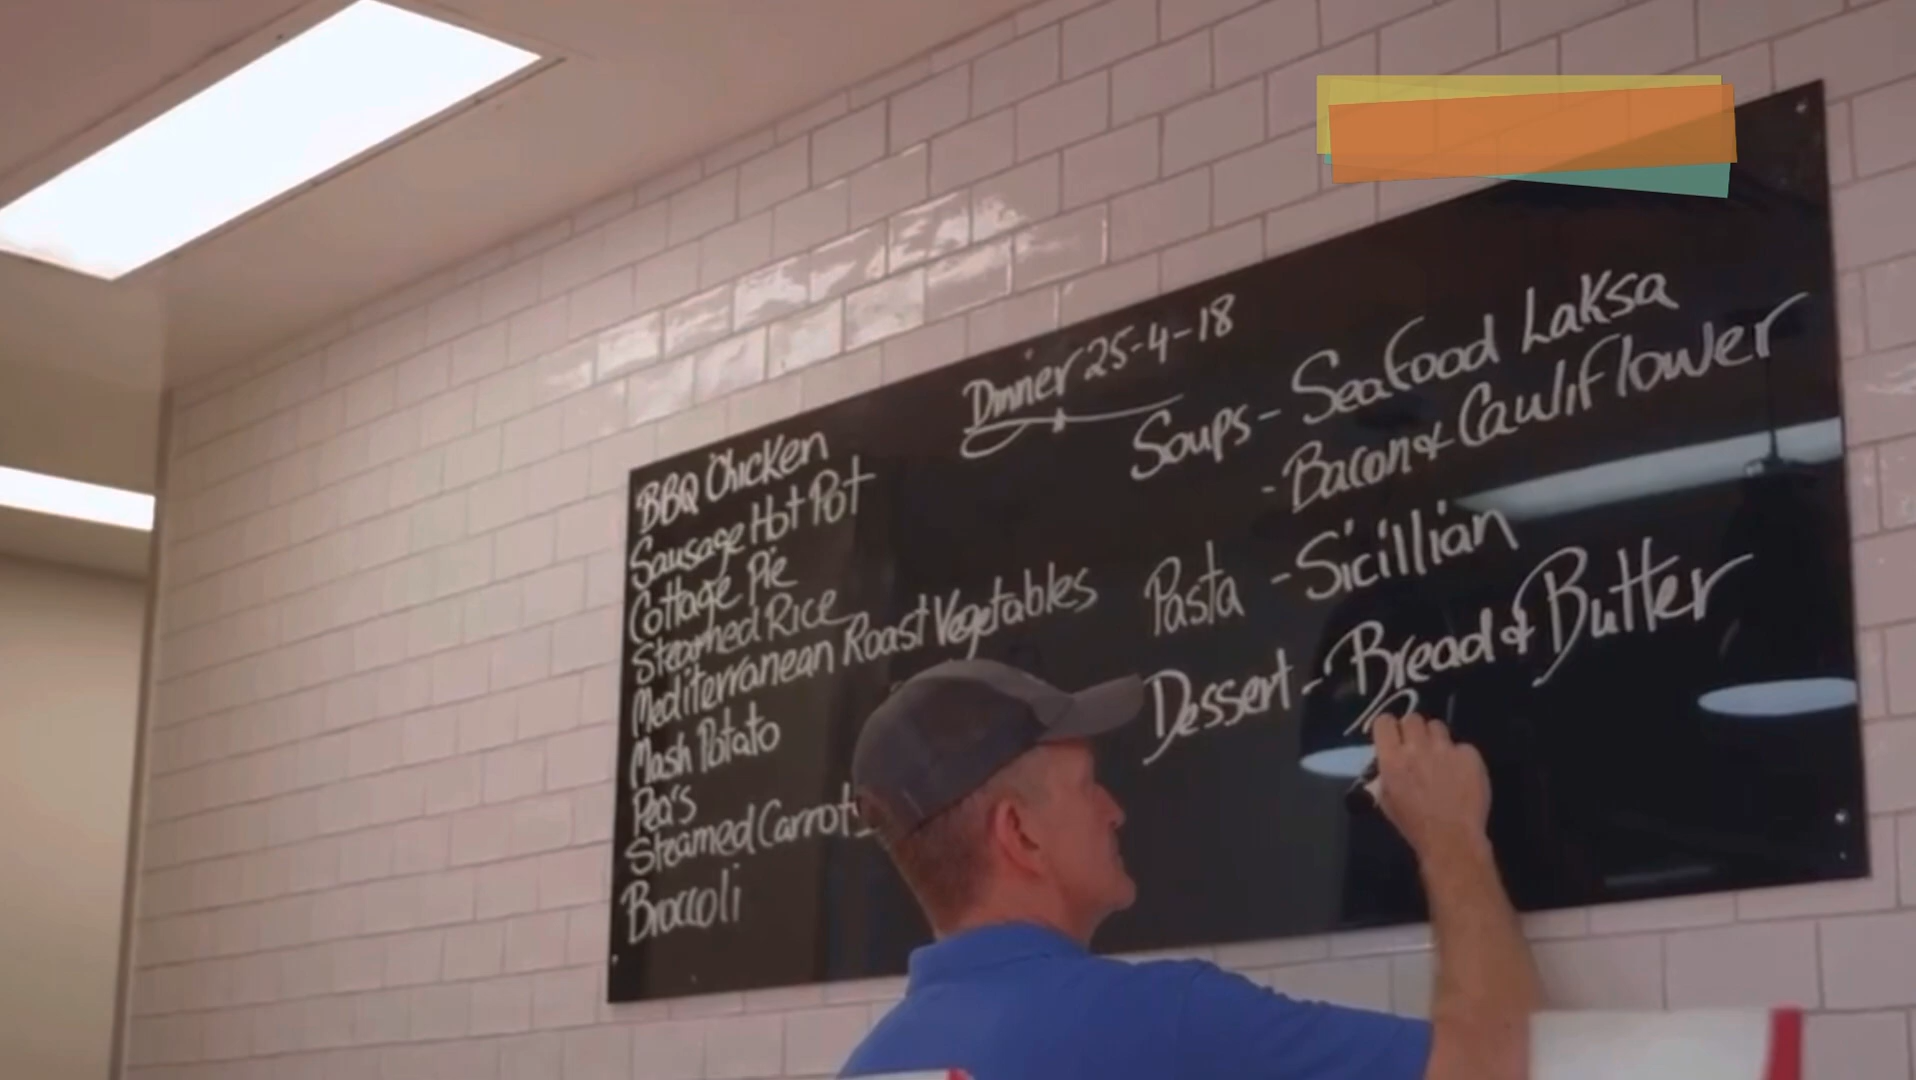 Dinner 25-4-18
BBQ Chicken
Sausage Hot Pot
Cottage Pie
Steamed Rice
Mediterranean Roast Vegetables
Mash Potato
Pea's
Steamed Carrots
Broccoli
Soups - Seafood Laksa
- Bacon & Cauliflower
Pasta - Sicillian
Dessert - Bread & Butter